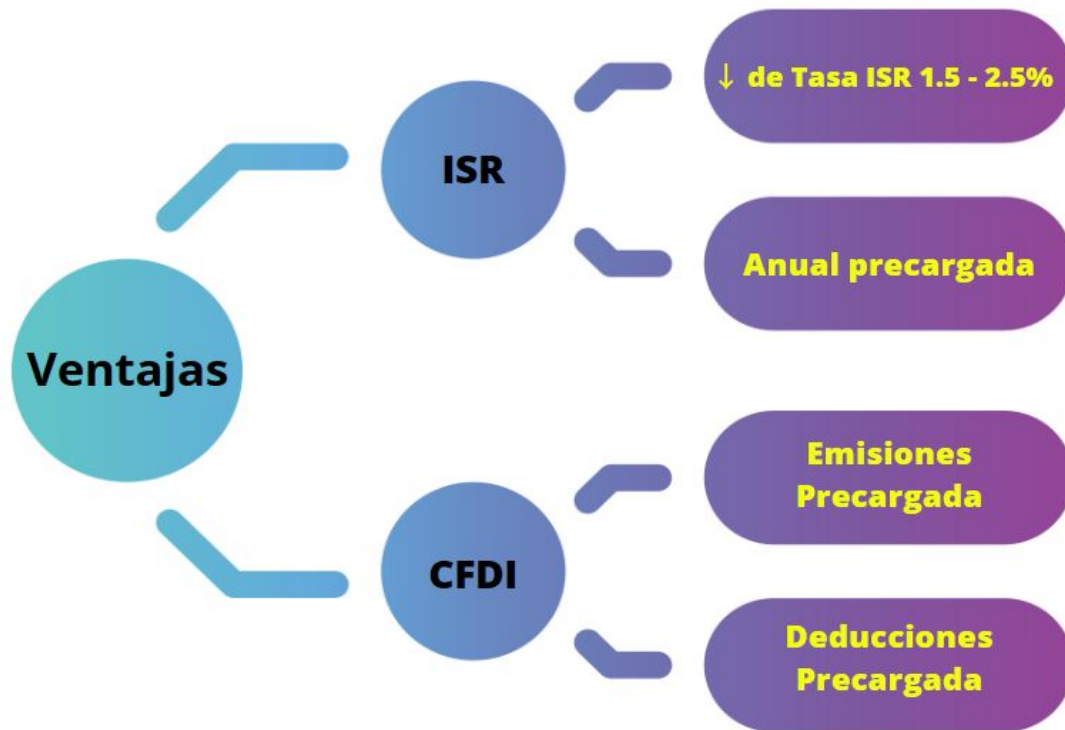 Ventajas
ISR
↓ de Tasa ISR 1.5 - 2.5%
Anual precargada
CFDI
Emisiones
Precargada
Deducciones
Precargada